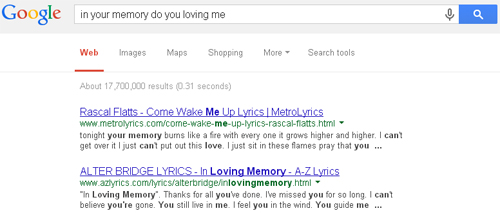 Google in your memory do you loving me
Web Images Maps Shopping More Search tools
About 17,700,000 results (0.31 seconds)
Rascal Flatts - Come Wake Me Up Lyrics | MetroLyrics
www.metrolyrics.com/come-wake-me-up-lyrics-rascal-flatts.html
tonight your memory burns like a fire with every one it grows higher and higher. I can't
get over it I just can't put out this love. I just sit in these flames pray that you ...
ALTER BRIDGE LYRICS - In Loving Memory - A-Z Lyrics
www.azlyrics.com/lyrics/alterbridge/inlovingmemory.html
"In Loving Memory". Thanks for all you've done. I've missed you for so long. I can't
believe you're gone. You still live in me. I feel you in the wind. You guide me ...